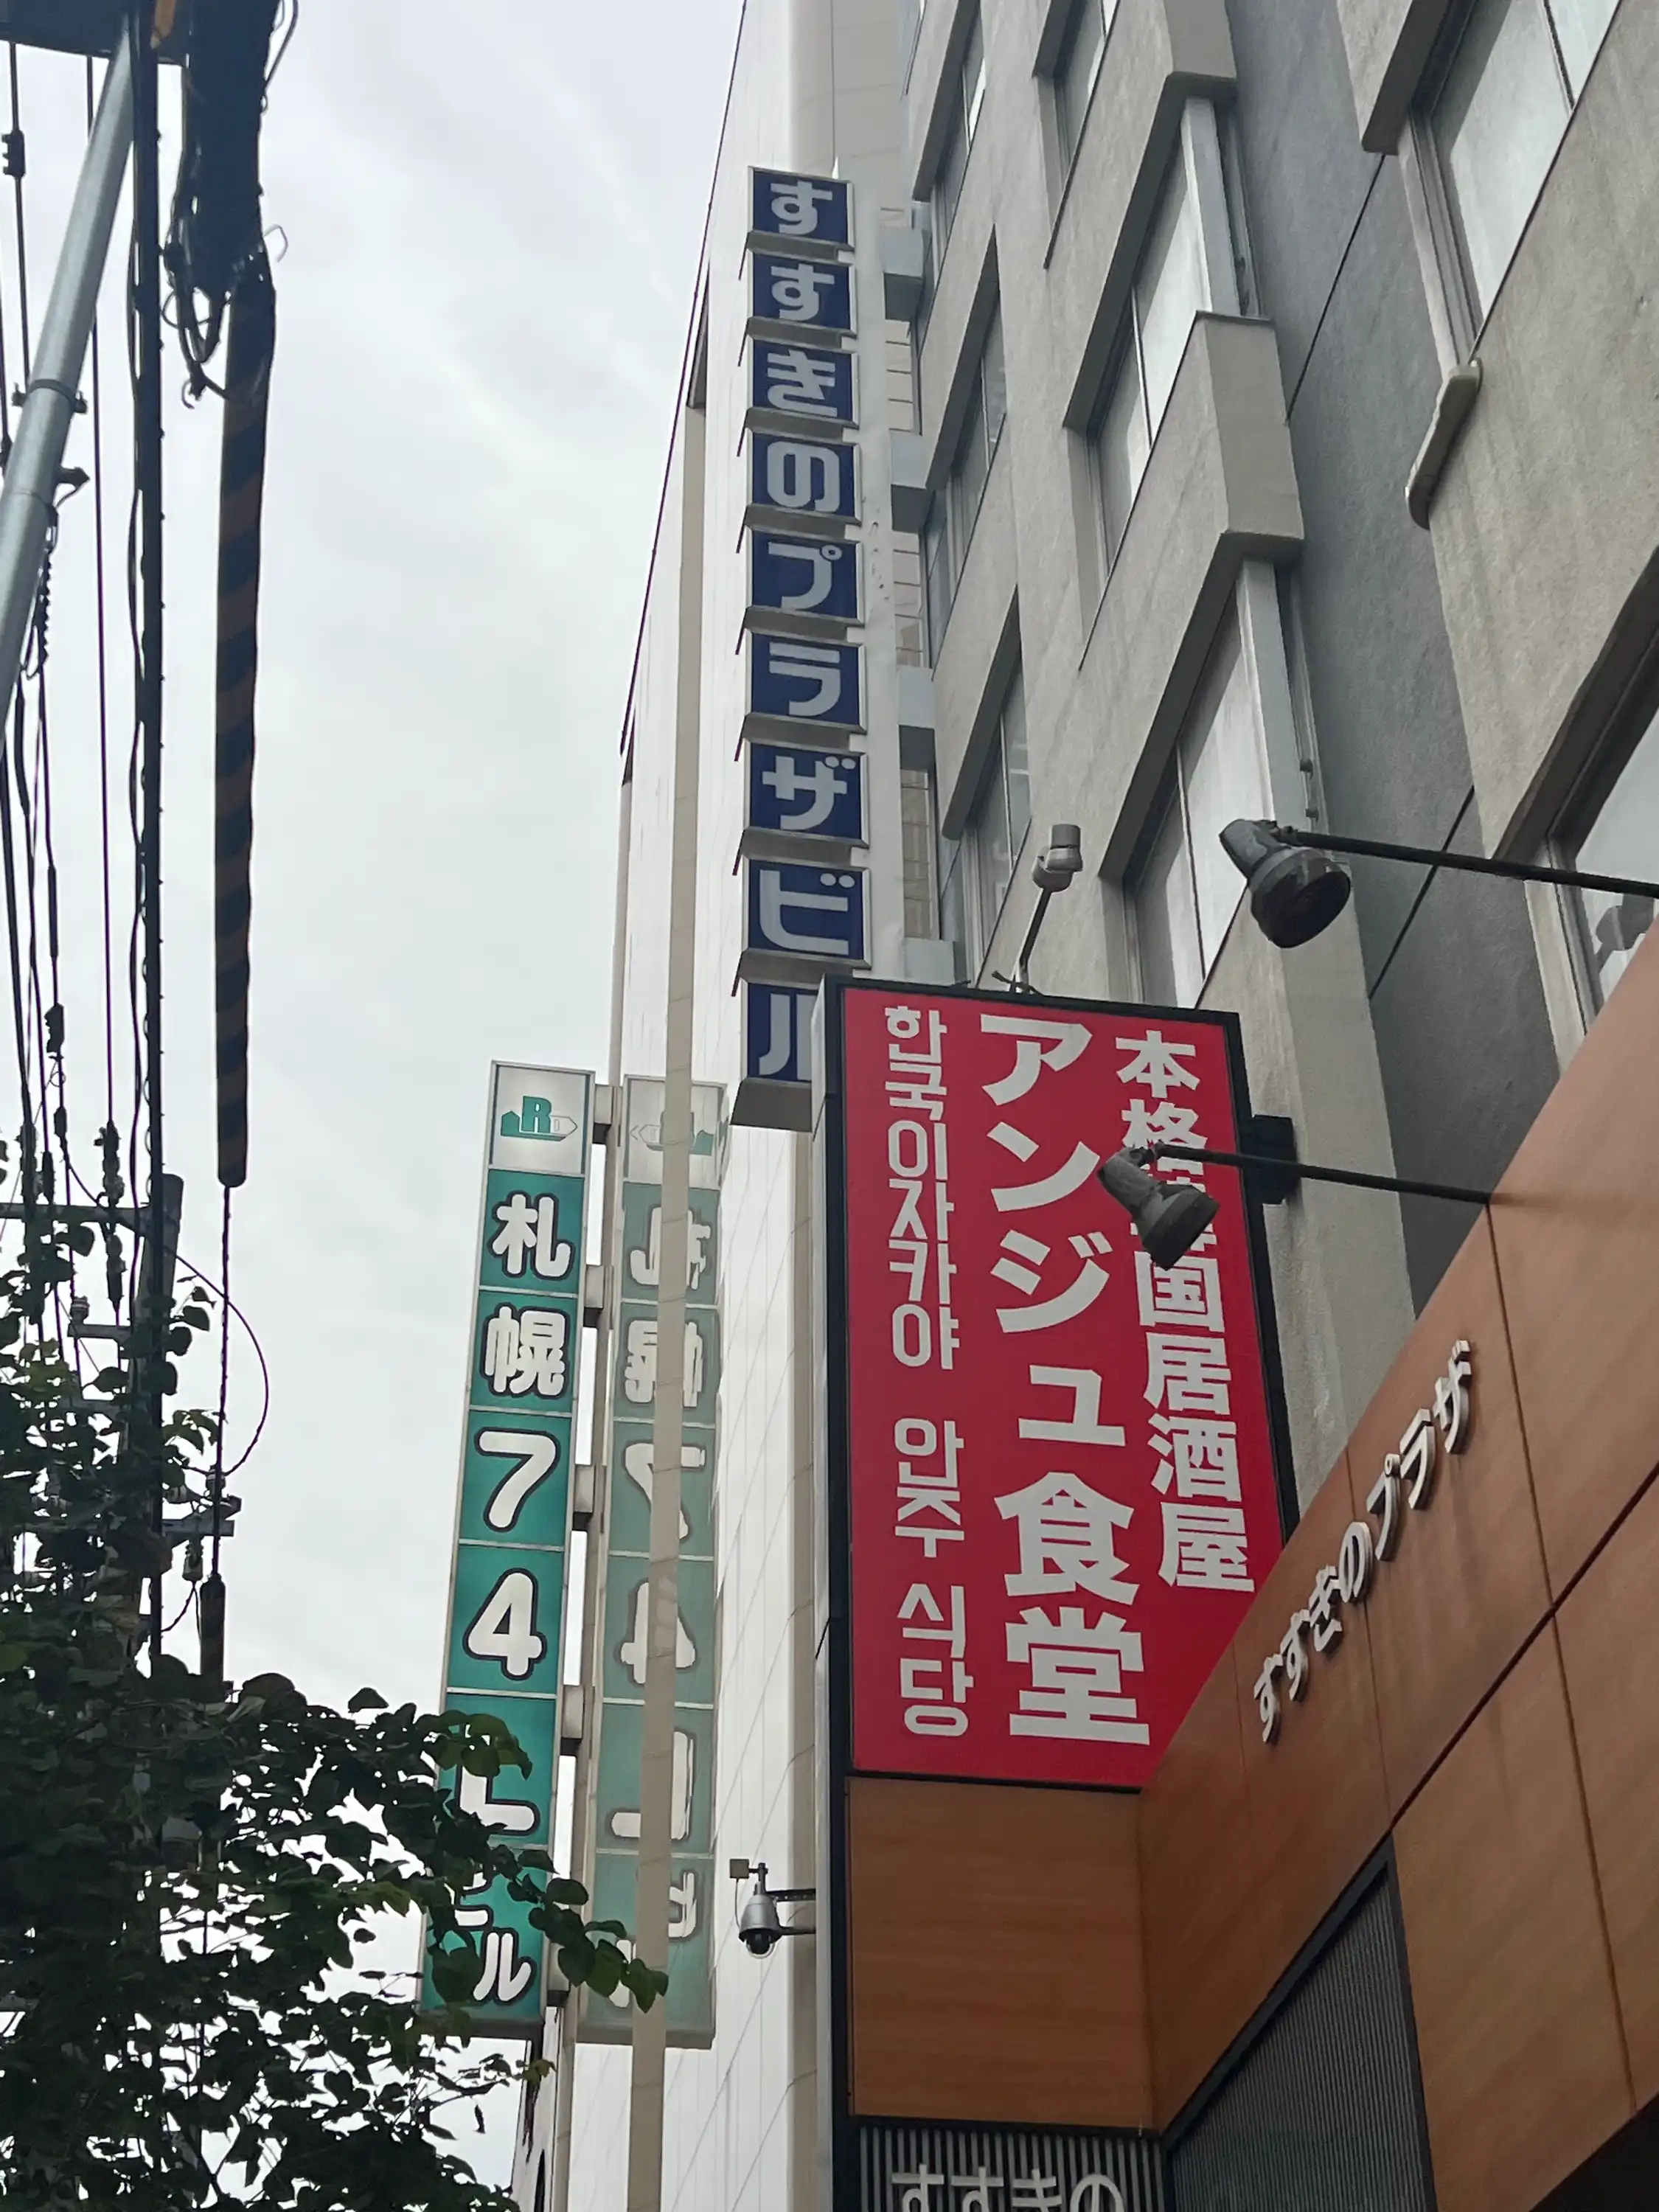 すすきのプラザビル
本格韓国居酒屋
アンジュ食堂
한국이자카야 안주 식당
R
札幌74
ビル
すすきのプラザ
すすきの